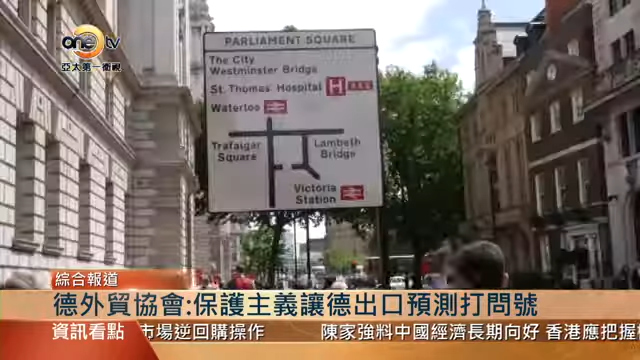 one tv
亞太第一衛視
PARLIAMENT SQUARE
The City
Westminster Bridge
St. Thomas' Hospital H A&E
Waterloo
Trafalgar
Square
Lambeth
Bridge
Victoria
Station
綜合報道
德外貿協會:保護主義讓德出口預測打問號
資訊看點
市場逆回購操作 陳家強料中國經濟長期向好 香港應把握